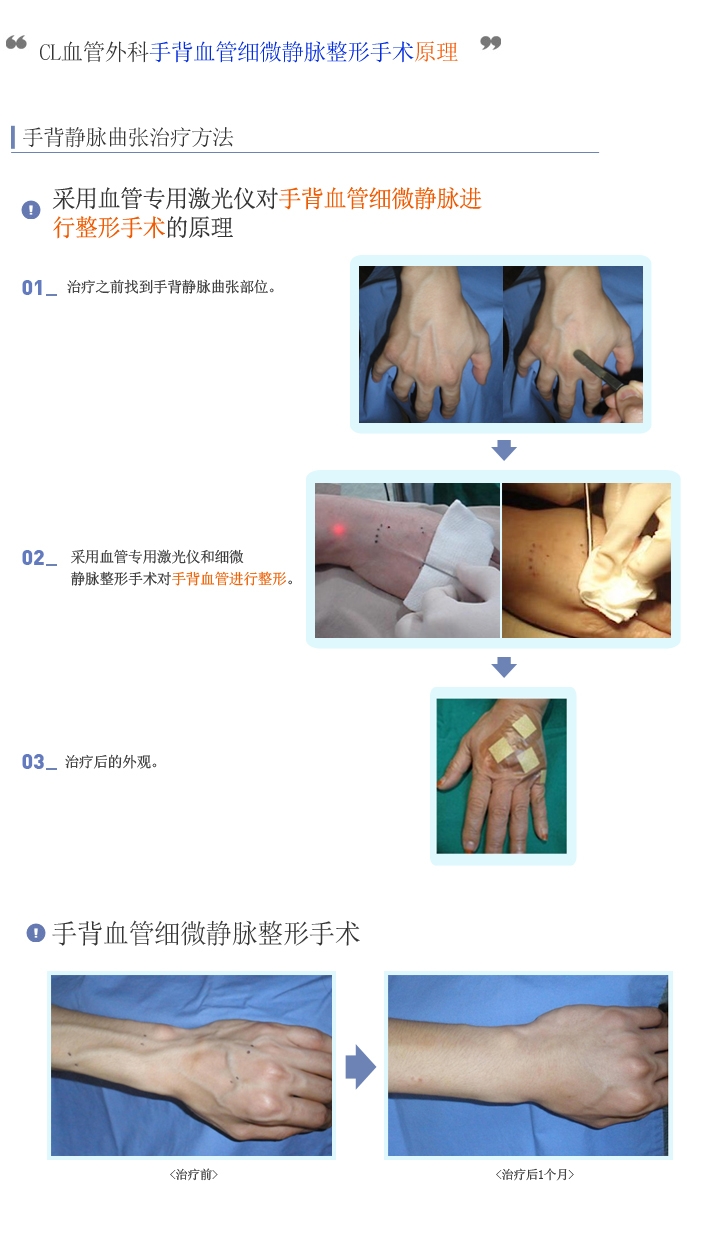 “ CL血管外科手背血管细微静脉整形手术原理 ”
手背静脉曲张治疗方法
采用血管专用激光仪对手背血管细微静脉进
行整形手术的原理
01_ 治疗之前找到手背静脉曲张部位。
02_ 采用血管专用激光仪和细微
静脉整形手术对手背血管进行整形。
03_ 治疗后的外观。
手背血管细微静脉整形手术
<治疗前>
<治疗后1个月>